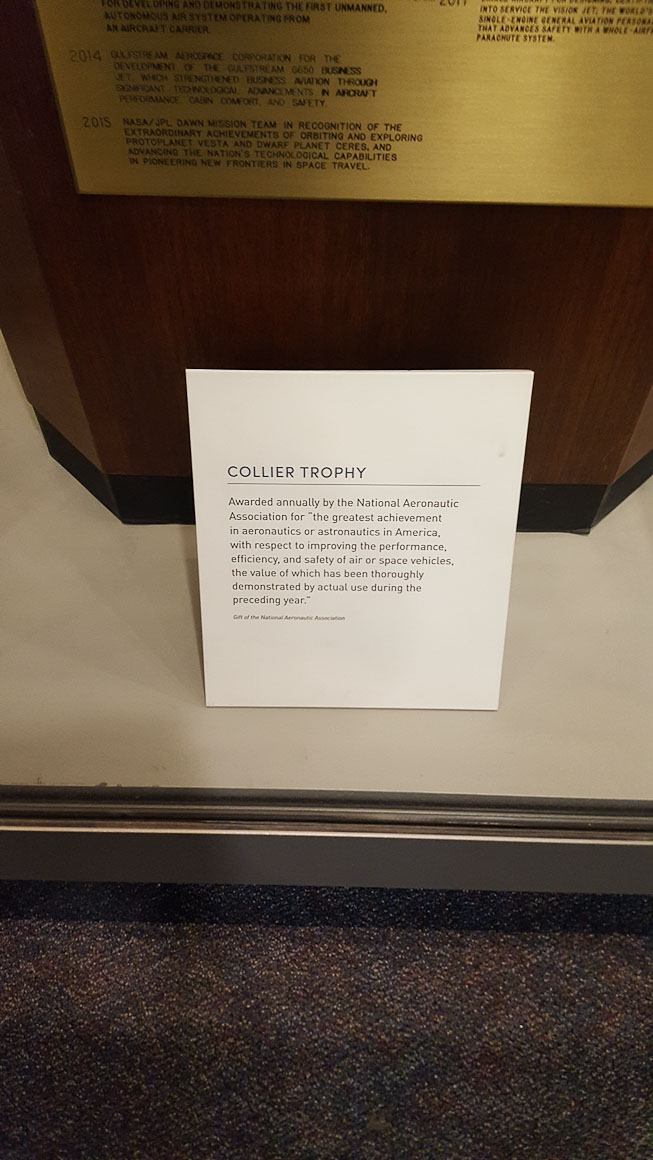 FOR DEVELOPING AND DEMONSTRATING THE FIRST UNMANNED,
AUTONOMOUS AIR SYSTEM OPERATING FROM
AN AIRCRAFT CARRIER.
2014 GULFSTREAM AEROSPACE CORPORATION FOR THE
DEVELOPMENT OF THE GULFSTREAM G650 BUSINESS
JET, WHICH STRENGTHENED BUSINESS AVIATION THROUGH
SIGNIFICANT TECHNOLOGICAL ADVANCEMENTS IN AIRCRAFT
PERFORMANCE, CABIN COMFORT, AND SAFETY.
2015 NASA/JPL DAWN MISSION TEAM IN RECOGNITION OF THE
EXTRAORDINARY ACHIEVEMENTS OF ORBITING AND EXPLORING
PROTOPLANET VESTA AND DWARF PLANET CERES, AND
ADVANCING THE NATION'S TECHNOLOGICAL CAPABILITIES
IN PIONEERING NEW FRONTIERS IN SPACE TRAVEL.
2017
INTO SERVICE THE VISION JET; THE WORLD'S
SINGLE-ENGINE GENERAL AVIATION
THAT ADVANCES SAFETY WITH A
PARACHUTE SYSTEM.
COLLIER TROPHY
Awarded annually by the National Aeronautic
Association for "the greatest achievement
in aeronautics or astronautics in America,
with respect to improving the performance,
efficiency, and safety of air or space vehicles,
the value of which has been thoroughly
demonstrated by actual use during the
preceding year."
Gift of the National Aeronautic Association